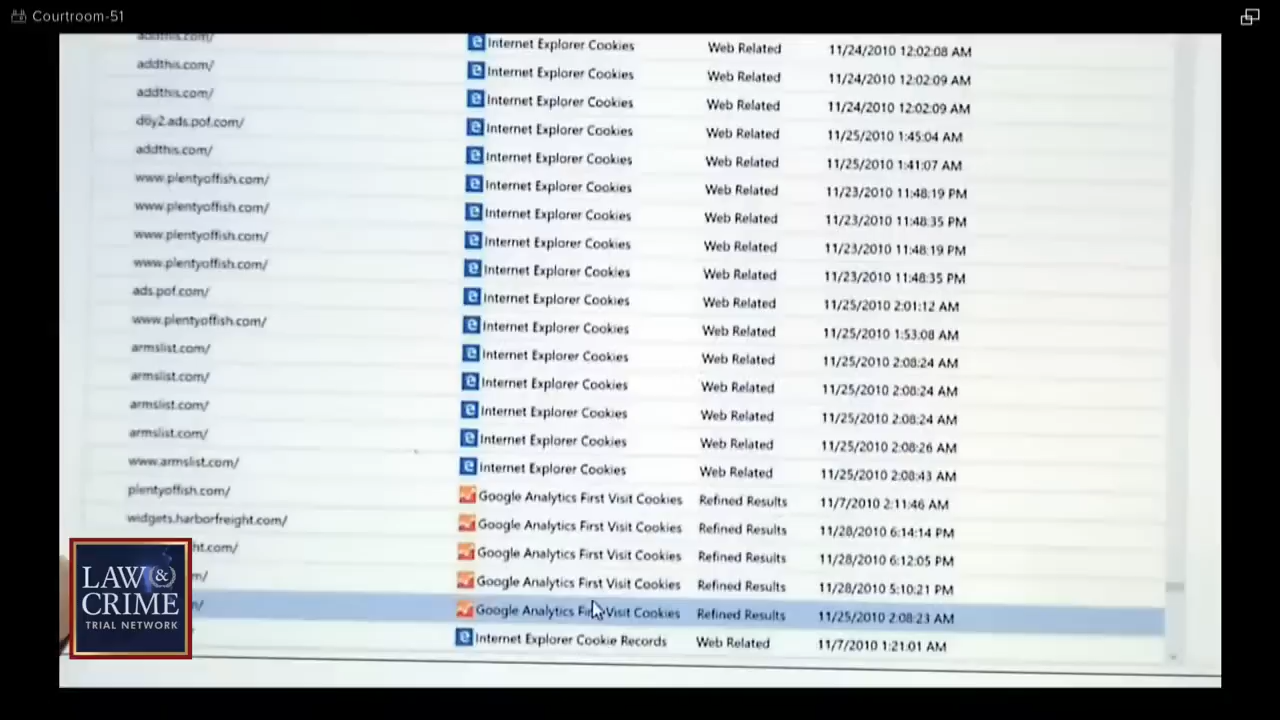 Courtroom-51
addthis.com/ Internet Explorer Cookies Web Related 11/24/2010 12:02:08 AM
addthis.com/ Internet Explorer Cookies Web Related 11/24/2010 12:02:09 AM
addthis.com/ Internet Explorer Cookies Web Related 11/24/2010 12:02:09 AM
doy2.ads.pof.com/ Internet Explorer Cookies Web Related 11/25/2010 1:45:04 AM
addthis.com/ Internet Explorer Cookies Web Related 11/25/2010 1:41:07 AM
www.plentyoffish.com/ Internet Explorer Cookies Web Related 11/23/2010 11:48:19 PM
www.plentyoffish.com/ Internet Explorer Cookies Web Related 11/23/2010 11:48:35 PM
www.plentyoffish.com/ Internet Explorer Cookies Web Related 11/23/2010 11:48:19 PM
www.plentyoffish.com/ Internet Explorer Cookies Web Related 11/23/2010 11:48:35 PM
ads.pof.com/ Internet Explorer Cookies Web Related 11/25/2010 2:01:12 AM
www.plentyoffish.com/ Internet Explorer Cookies Web Related 11/25/2010 1:53:08 AM
armslist.com/ Internet Explorer Cookies Web Related 11/25/2010 2:08:24 AM
armslist.com/ Internet Explorer Cookies Web Related 11/25/2010 2:08:24 AM
armslist.com/ Internet Explorer Cookies Web Related 11/25/2010 2:08:24 AM
armslist.com/ Internet Explorer Cookies Web Related 11/25/2010 2:08:26 AM
www.armslist.com/ Internet Explorer Cookies Web Related 11/25/2010 2:08:43 AM
plentyoffish.com/ Google Analytics First Visit Cookies Refined Results 11/7/2010 2:11:46 AM
widgets.harborfreight.com/ Google Analytics First Visit Cookies Refined Results 11/28/2010 6:14:14 PM
ht.com/ Google Analytics First Visit Cookies Refined Results 11/28/2010 6:12:05 PM
Google Analytics First Visit Cookies Refined Results 11/28/2010 5:10:21 PM
Google Analytics First Visit Cookies Refined Results 11/25/2010 2:08:23 AM
Internet Explorer Cookie Records Web Related 11/7/2010 1:21:01 AM
LAW &
CRIME
TRIAL NETWORK